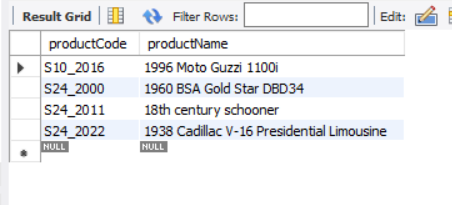 Result Grid Filter Rows: Edit:
productCode productName
S10_2016 1996 Moto Guzzi 1100i
S24_2000 1960 BSA Gold Star DBD34
S24_2011 18th century schooner
S24_2022 1938 Cadillac V-16 Presidential Limousine
NULL NULL